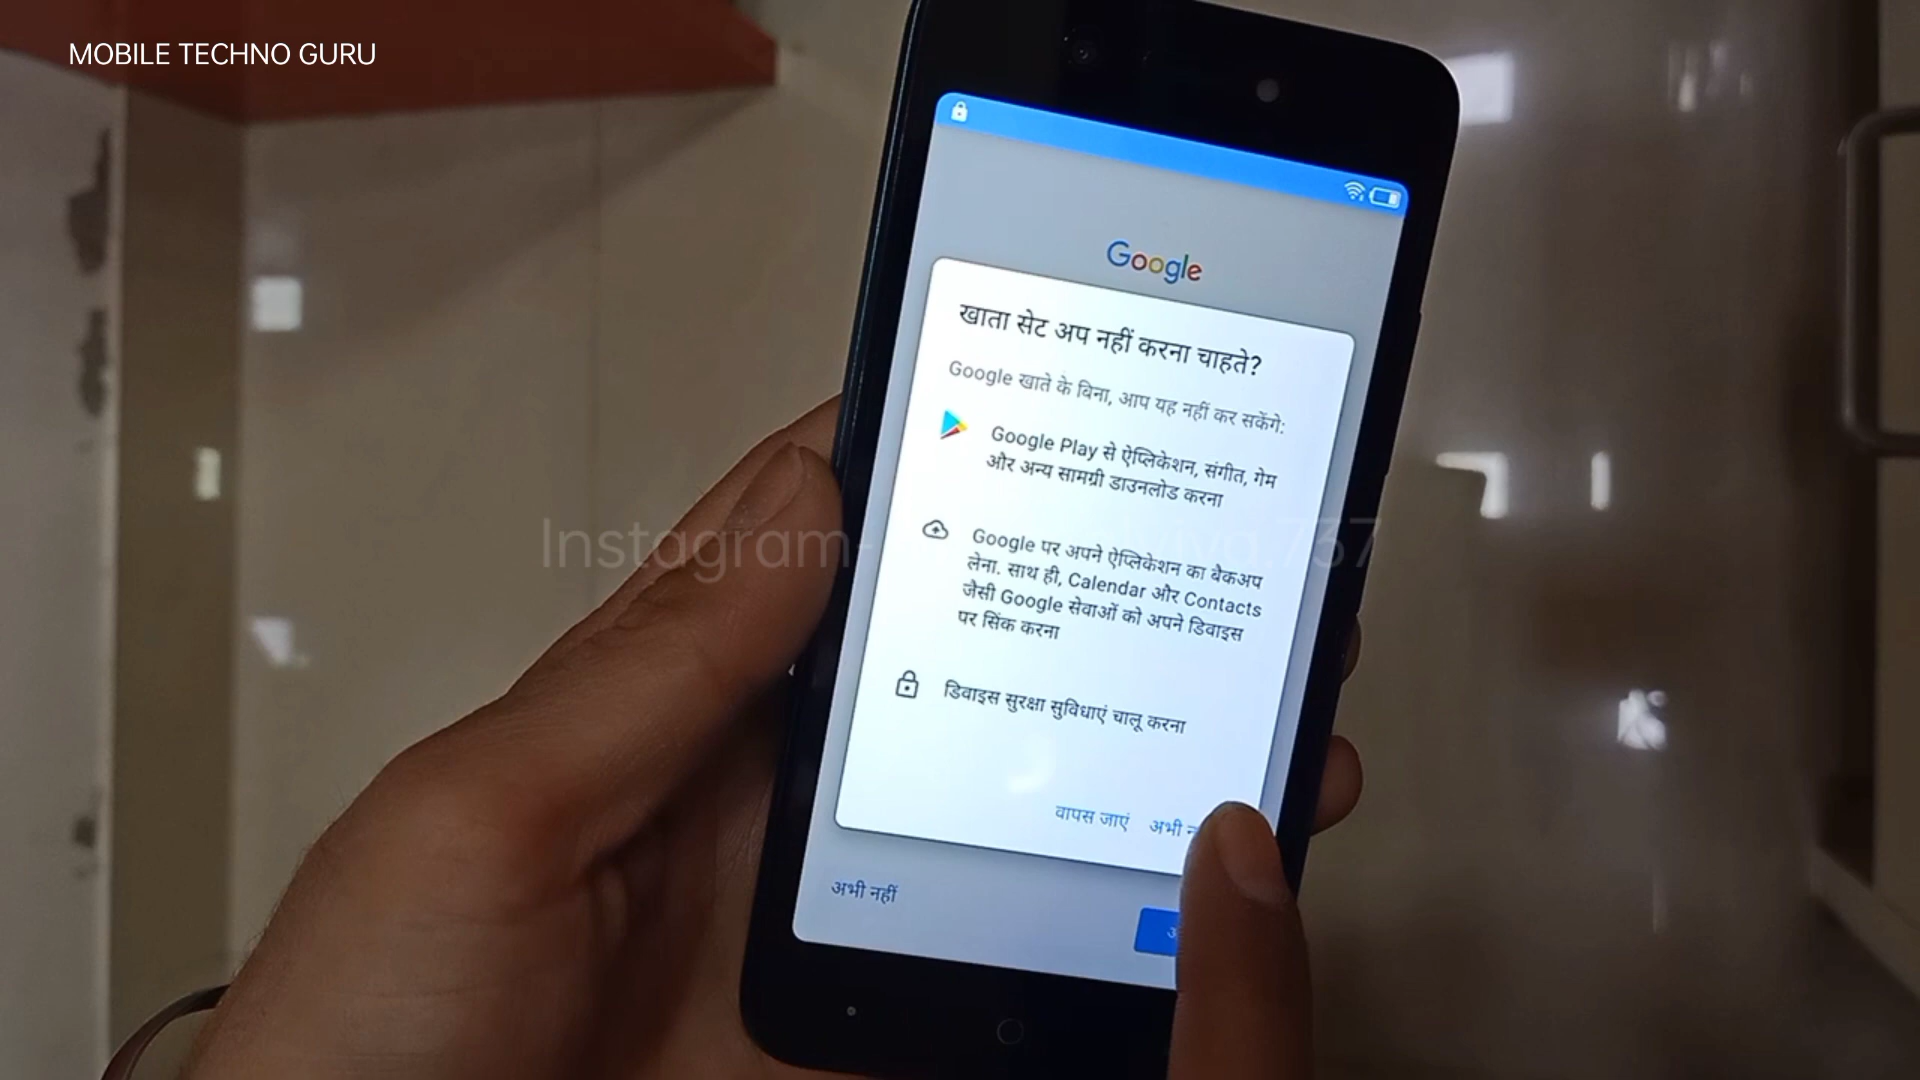 MOBILE TECHNO GURU
Google
खाता सेट अप नहीं करना चाहते?
Google खाते के बिना, आप यह नहीं कर सकेंगे:
Google Play से ऐप्लिकेशन, संगीत, गेम
और अन्य सामग्री डाउनलोड करना
Google पर अपने ऐप्लिकेशन का बैकअप
लेना. साथ ही, Calendar और Contacts
जैसी Google सेवाओं को अपने डिवाइस
पर सिंक करना
डिवाइस सुरक्षा सुविधाएं चालू करना
वापस जाएं अभी
अभी नहीं
Instagram-